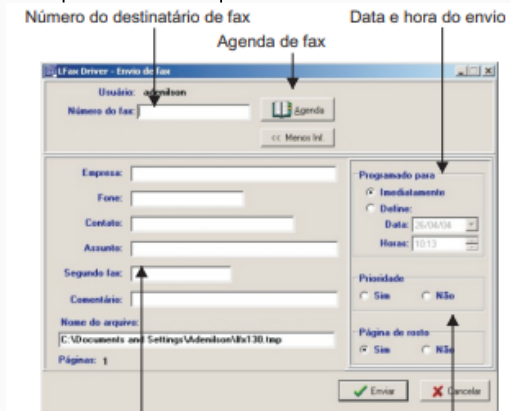 Número do destinatário de fax
Data e hora do envio
Agenda de fax
LFax Driver - Envio de fax
Usuário: adenilson
Número do fax:
Agenda
<< Menos Inf.
Empresa:
Fone:
Contato:
Assunto:
Segundo fax:
Comentário:
Nome do arquivo:
C:\Documents and Settings\Adenilson\lfx130.tmp
Páginas: 1
Programado para
Imediatamente
Define:
Data: 26/04/04
Horas: 10:13
Prioridade
Sim Não
Página de rosto
Sim Não
Enviar
Cancelar